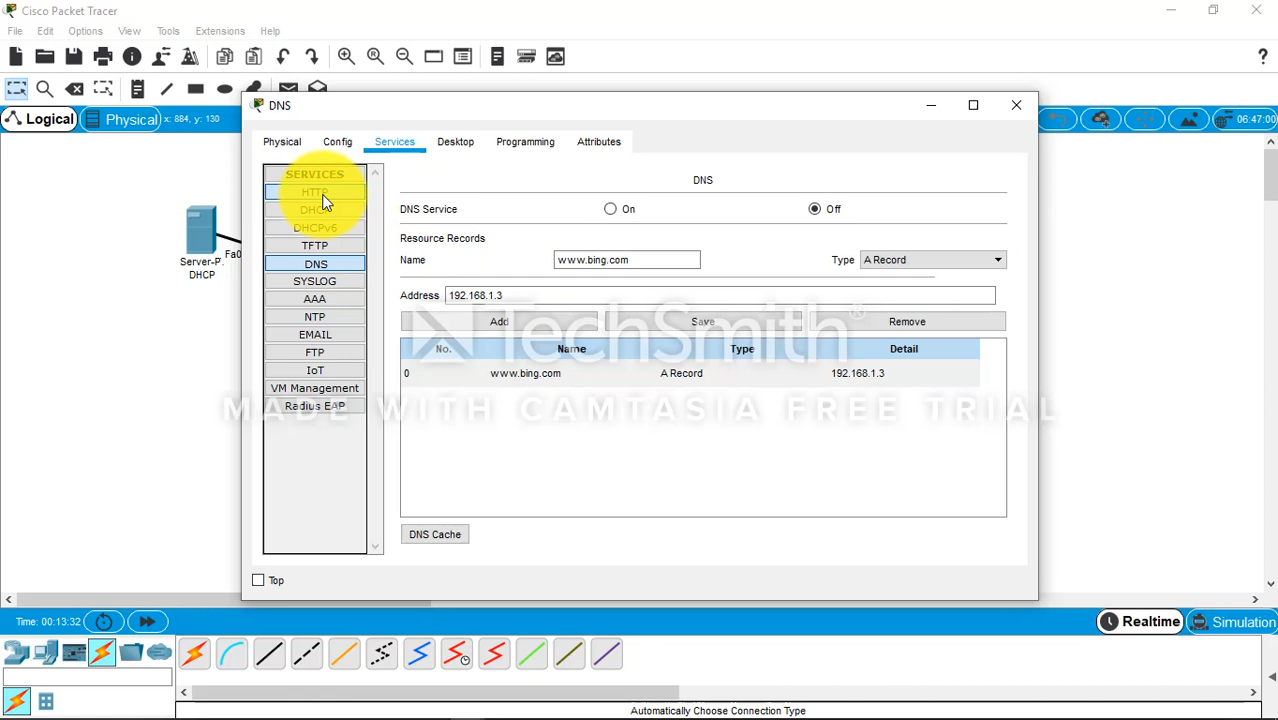 Cisco Packet Tracer
File Edit Options View Tools Extensions Help
Logical Physical x: 884, y: 130 06:47:00
DNS
Physical Config Services Desktop Programming Attributes
SERVICES
HTTP
DHCP
DHCPv6
TFTP
DNS
SYSLOG
AAA
NTP
EMAIL
FTP
IoT
VM Management
Radius EAP
DNS
DNS Service On Off
Resource Records
Name www.bing.com Type A Record
Address 192.168.1.3
Add Save Remove
No. Name Type Detail
0 www.bing.com A Record 192.168.1.3
DNS Cache
Top
Server-P.
DHCP
Fa0
TechSmith®
MADE WITH CAMTASIA FREE TRIAL
Time: 00:13:32 Realtime Simulation
Automatically Choose Connection Type